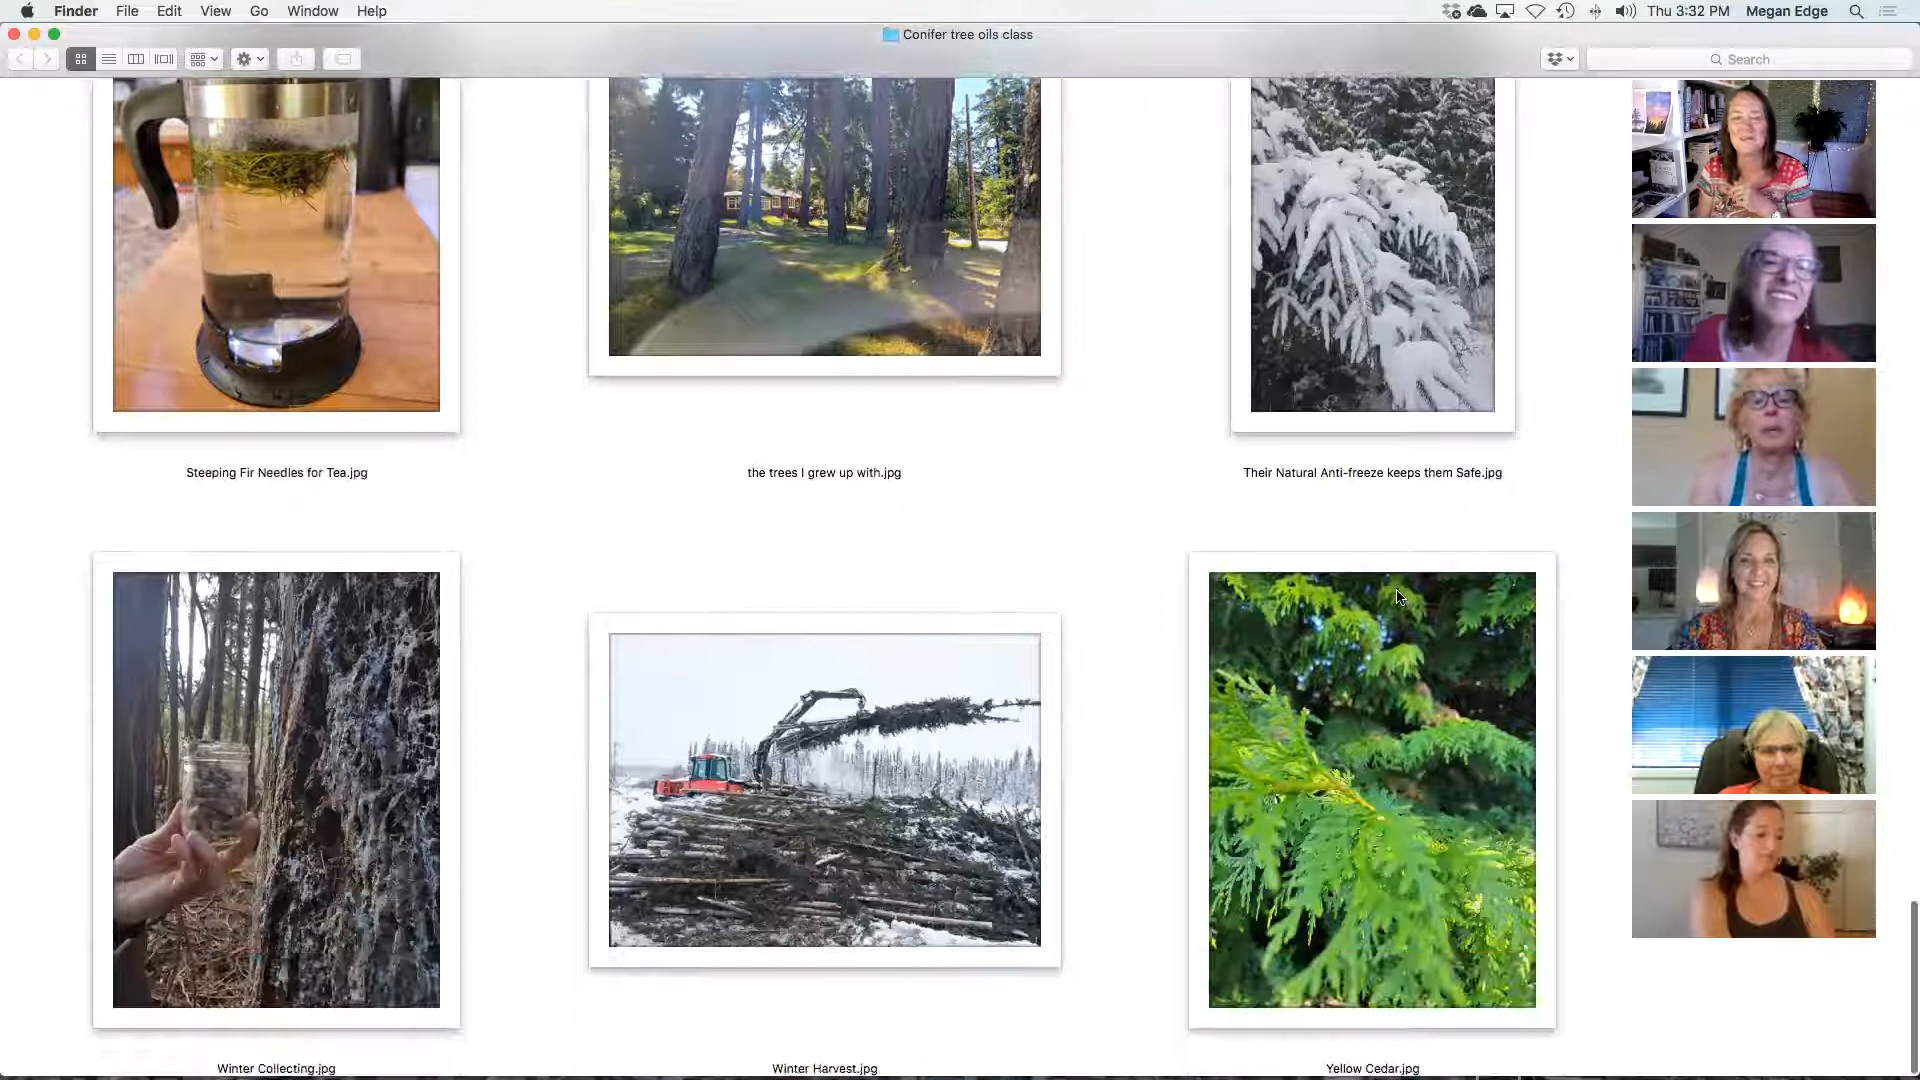 Finder File Edit View Go Window Help
Thu 3:32 PM Megan Edge
Conifer tree oils class
Search
Steeping Fir Needles for Tea.jpg
the trees I grew up with.jpg
Their Natural Anti-freeze keeps them Safe.jpg
Winter Collecting.jpg
Winter Harvest.jpg
Yellow Cedar.jpg